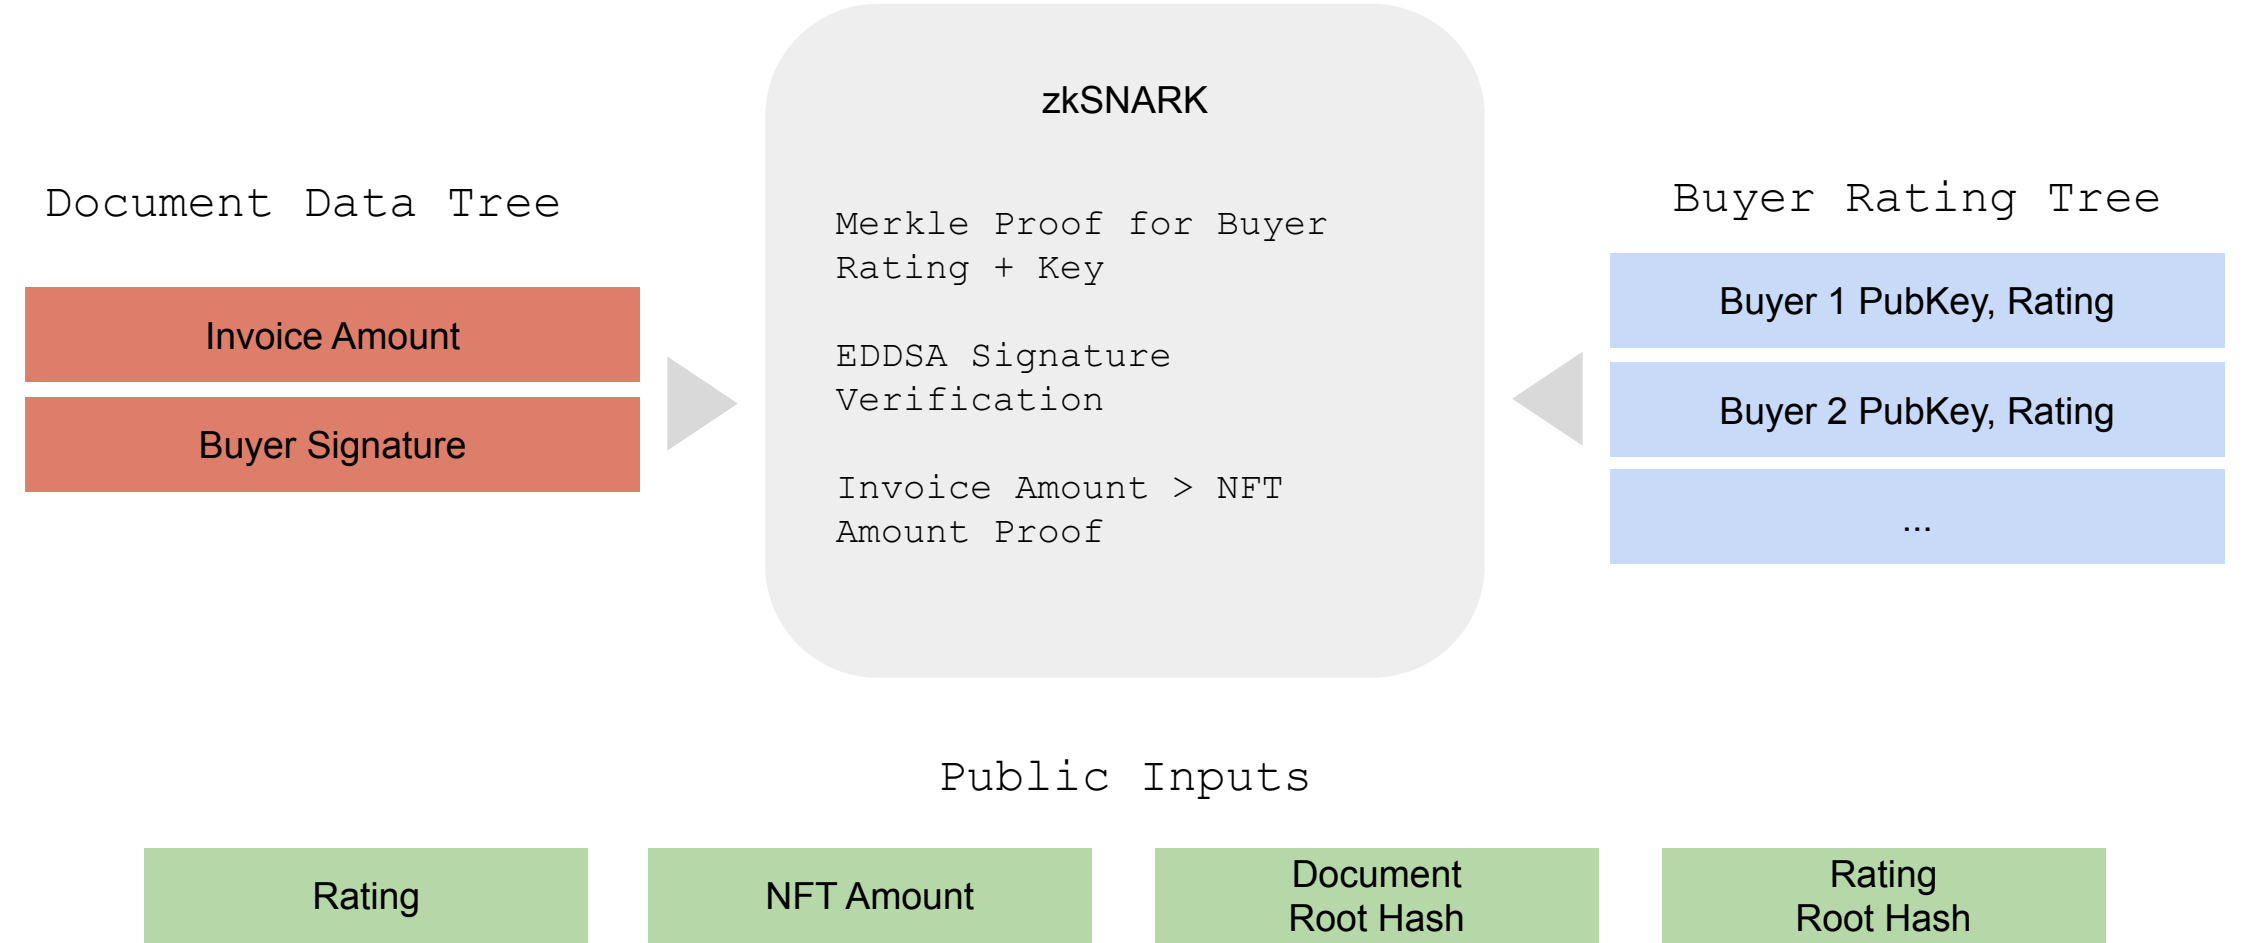 zkSNARK
Document Data Tree
Invoice Amount
Buyer Signature
Merkle Proof for Buyer
Rating + Key
EDDSA Signature
Verification
Invoice Amount > NFT
Amount Proof
Buyer Rating Tree
Buyer 1 PubKey, Rating
Buyer 2 PubKey, Rating
...
Public Inputs
Rating
NFT Amount
Document
Root Hash
Rating
Root Hash